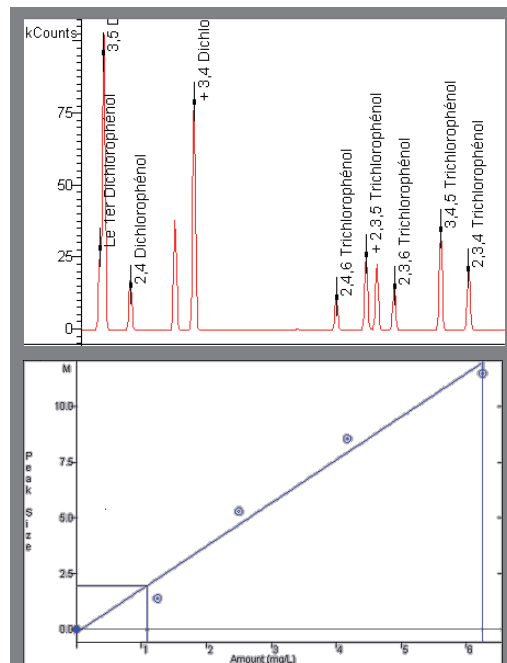 kCounts
75
50
25
0
Le 1er Dichlorophénol
3,5 D
2,4 Dichlorophénol
+ 3,4 Dichlo
2,4,6 Trichlorophénol
+ 2,3,5 Trichlorophénol
2,3,6 Trichlorophénol
3,4,5 Trichlorophénol
2,3,4 Trichlorophénol
M
10.0
7.5
5.0
2.5
0.0
Peak Size
1 2 3 4 5 6
Amount (mg/L)